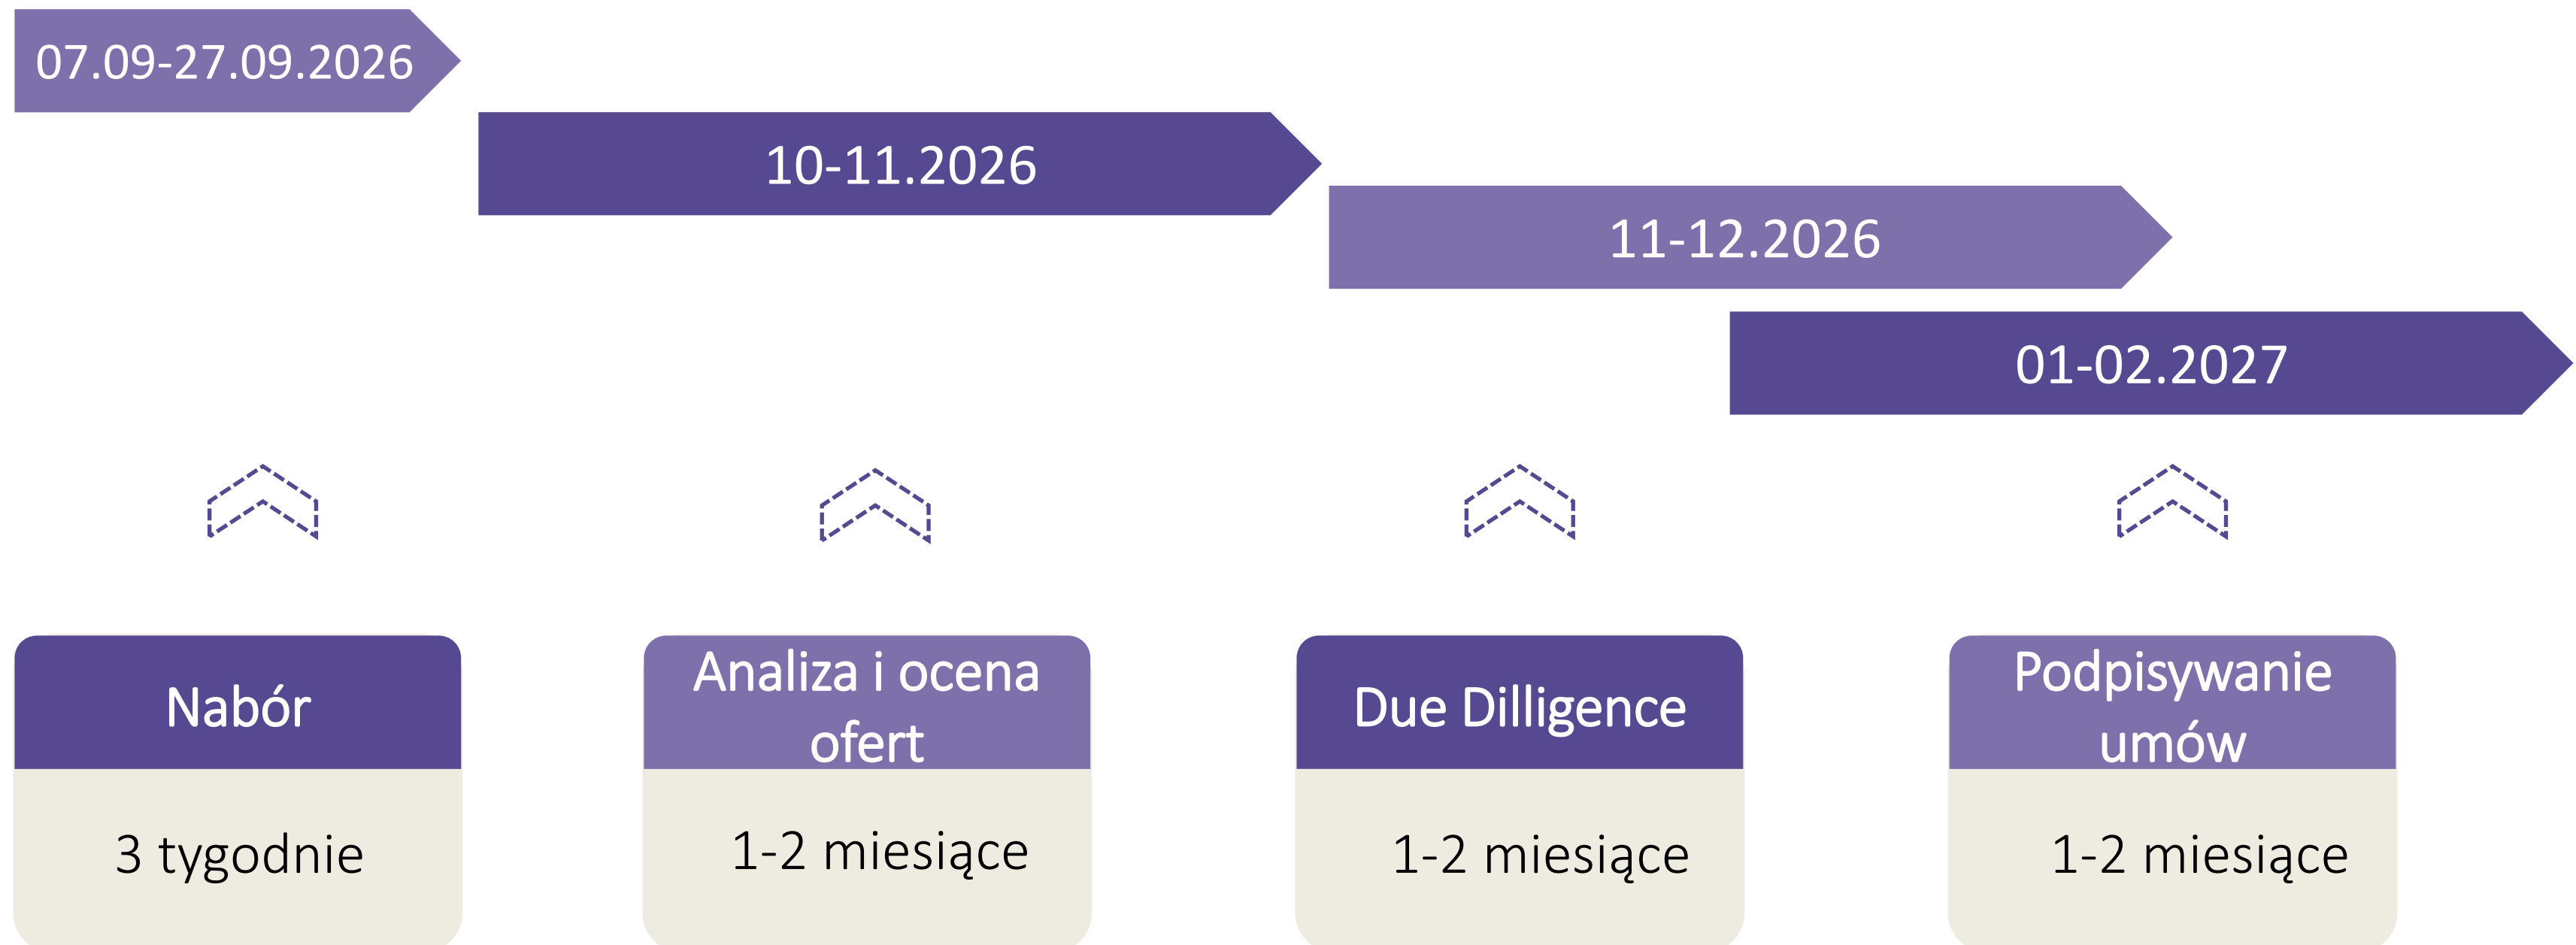 07.09-27.09.2026
10-11.2026
11-12.2026
01-02.2027
Nabór
3 tygodnie
Analiza i ocena
ofert
1-2 miesiące
Due Dilligence
1-2 miesiące
Podpisywanie
umów
1-2 miesiące